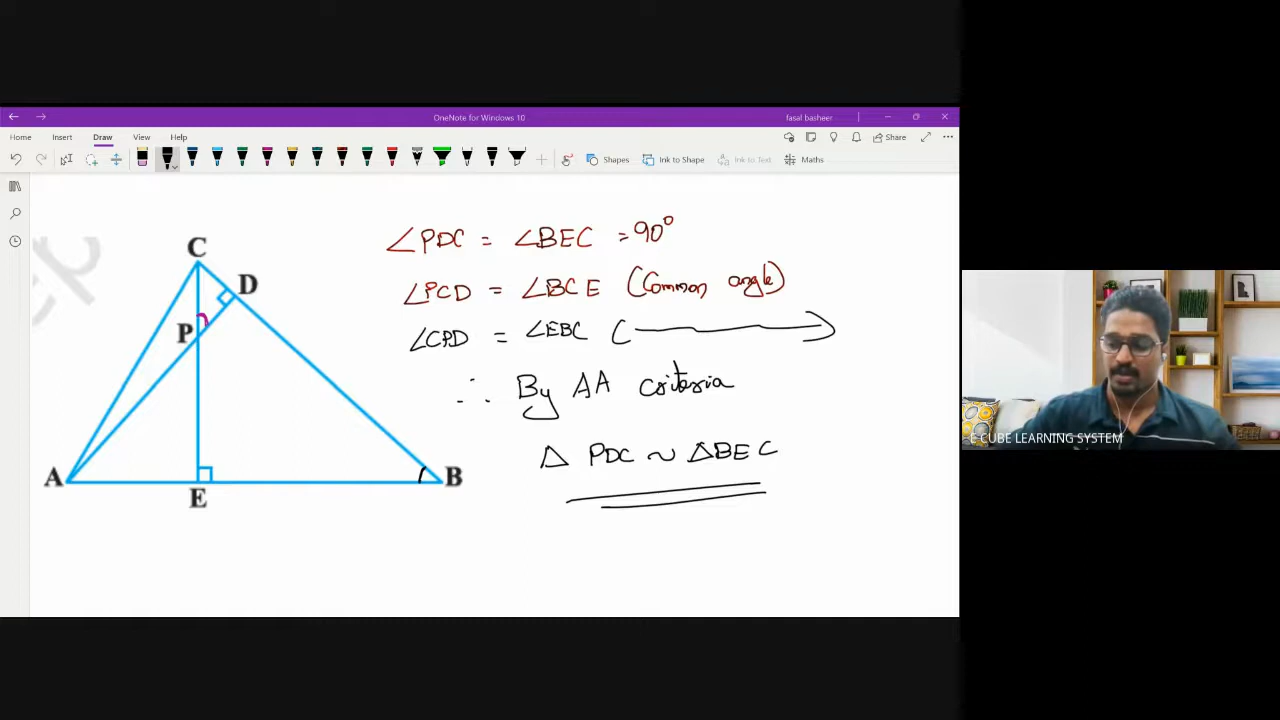 OneNote for Windows 10
fasal basheer
Home Insert Draw View Help
Share
Shapes Ink to Shape Ink to Text Maths
∠PDC = ∠BEC = 90°
∠PCD = ∠BCE (Common angle)
∠CPD = ∠EBC (
∴ By AA criteria
Δ PDC ~ ΔBEC
C
D
P
A
E
B
E CUBE LEARNING SYSTEM